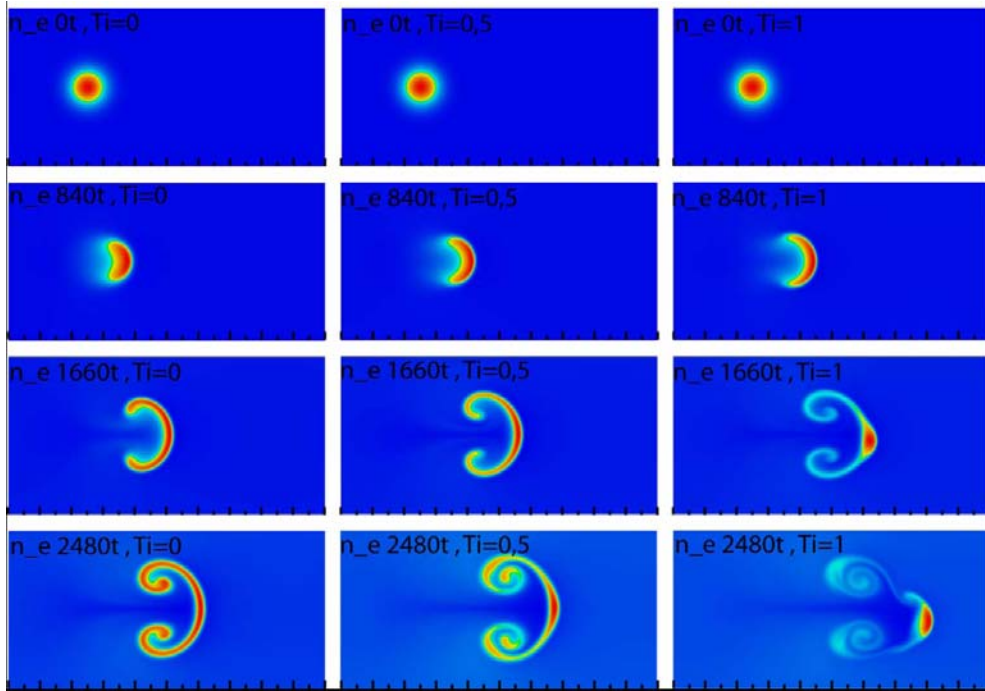 n_e 0t ,Ti=0
n_e 0t ,Ti=0,5
n_e 0t ,Ti=1
n_e 840t ,Ti=0
n_e 840t ,Ti=0,5
n_e 840t ,Ti=1
n_e 1660t ,Ti=0
n_e 1660t ,Ti=0,5
n_e 1660t ,Ti=1
n_e 2480t ,Ti=0
n_e 2480t ,Ti=0,5
n_e 2480t ,Ti=1